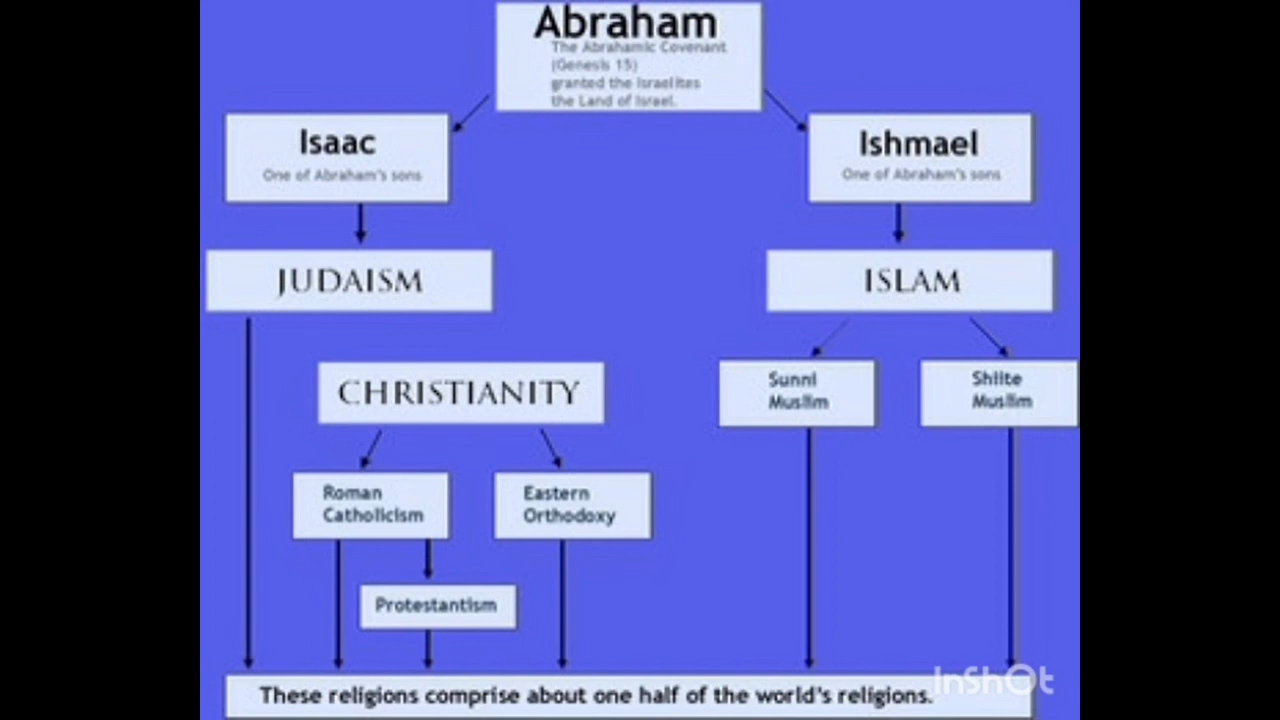 Abraham
The Abrahamic Covenant
(Genesis 15)
granted the Israelites
the Land of Israel.
Isaac
One of Abraham's sons
Ishmael
One of Abraham's sons
JUDAISM
ISLAM
CHRISTIANITY
Sunni
Muslim
Shiite
Muslim
Roman
Catholicism
Eastern
Orthodoxy
Protestantism
These religions comprise about one half of the world's religions.
InShOt